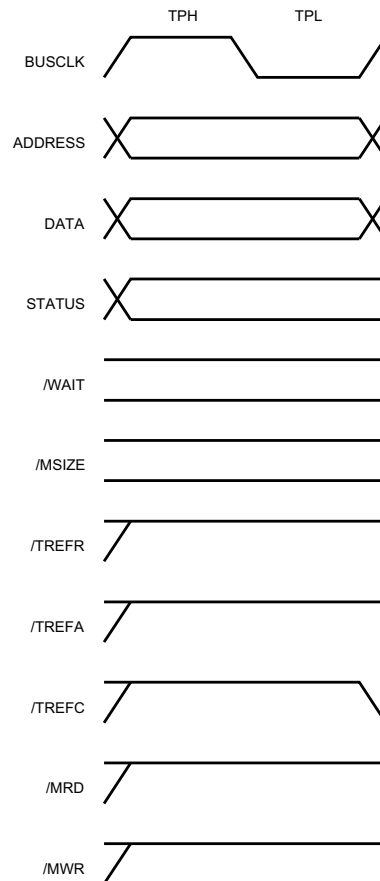 TPH TPL
BUSCLK
ADDRESS
DATA
STATUS
/WAIT
/MSIZE
/TREFR
/TREFA
/TREFC
/MRD
/MWR